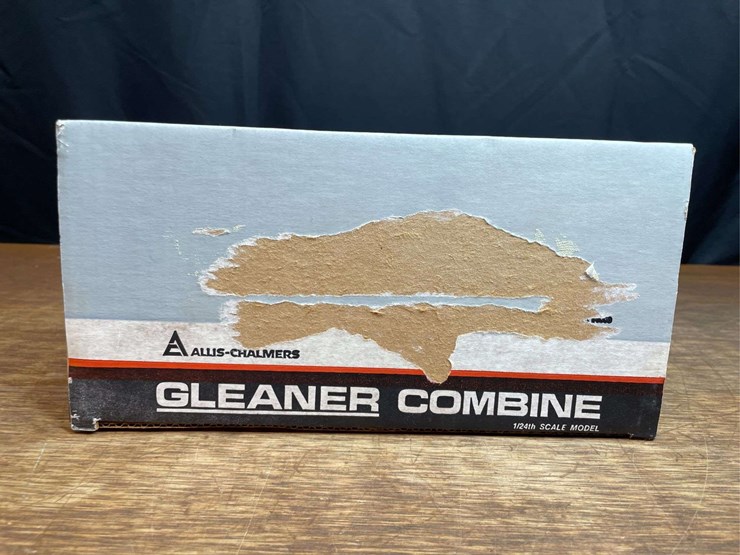 ALLIS-CHALMERS
GLEANER COMBINE
1/24th SCALE MODEL